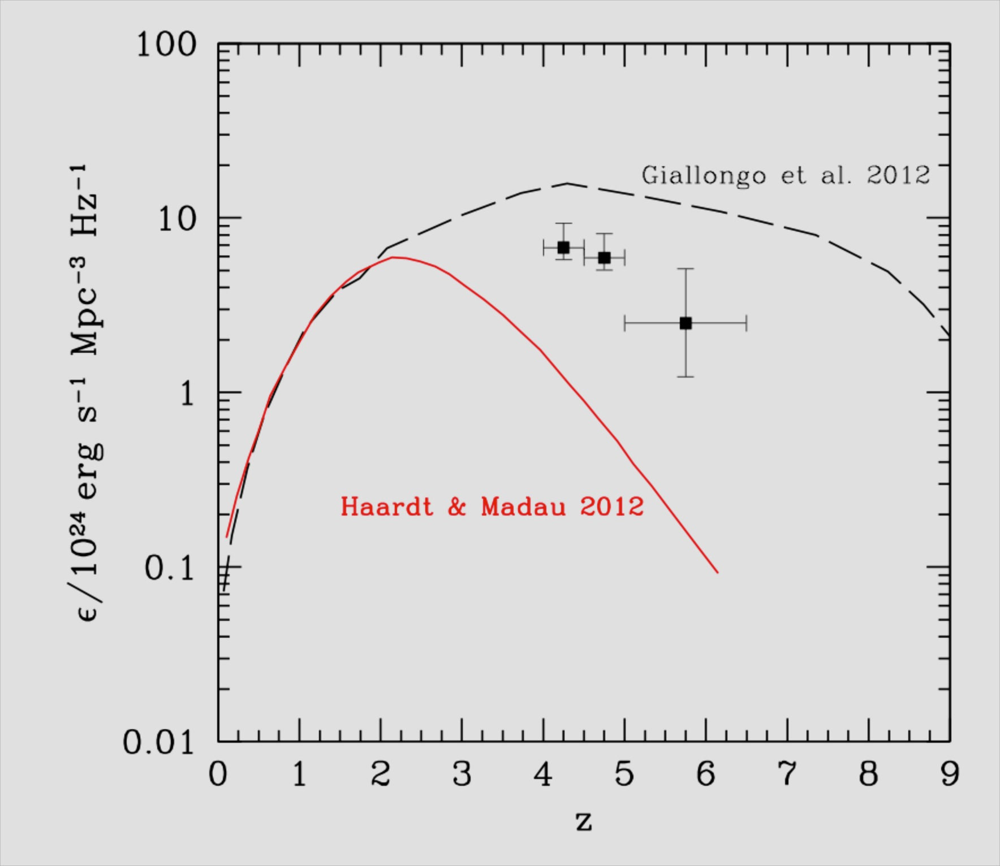 100
10
1
0.1
0.01
ϵ/10²⁴ erg s⁻¹ Mpc⁻³ Hz⁻¹
Giallongo et al. 2012
Haardt & Madau 2012
0 1 2 3 4 5 6 7 8 9
z